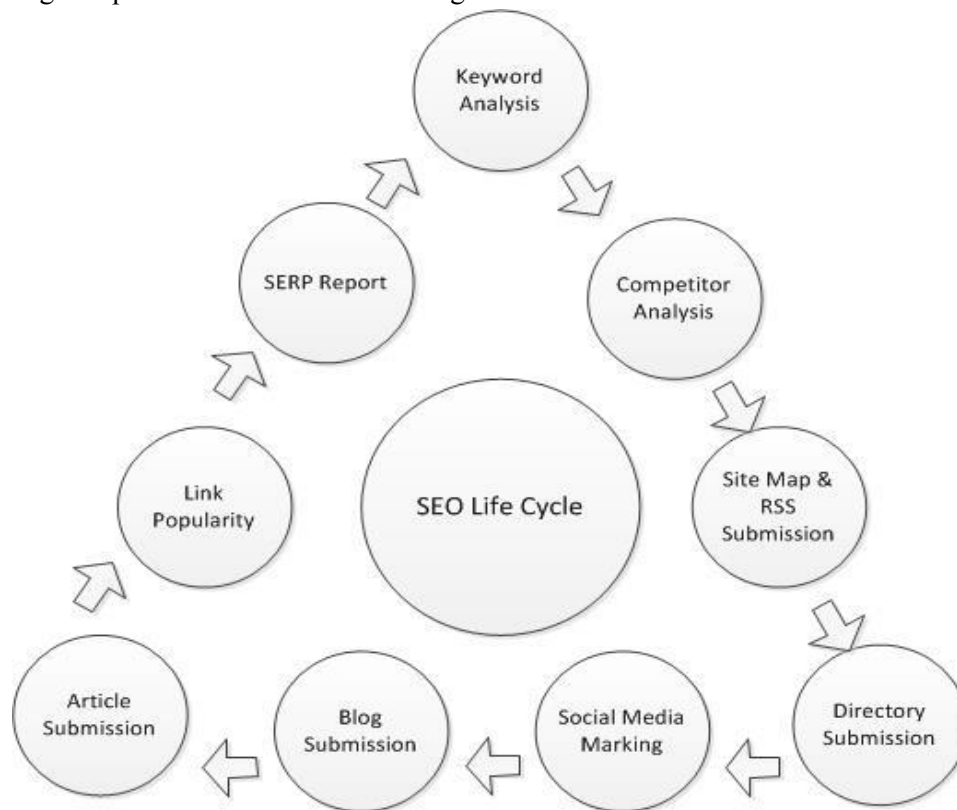 Keyword
Analysis
SERP Report
Competitor
Analysis
Link
Popularity
SEO Life Cycle
Site Map &
RSS
Submission
Article
Submission
Blog
Submission
Social Media
Marking
Directory
Submission